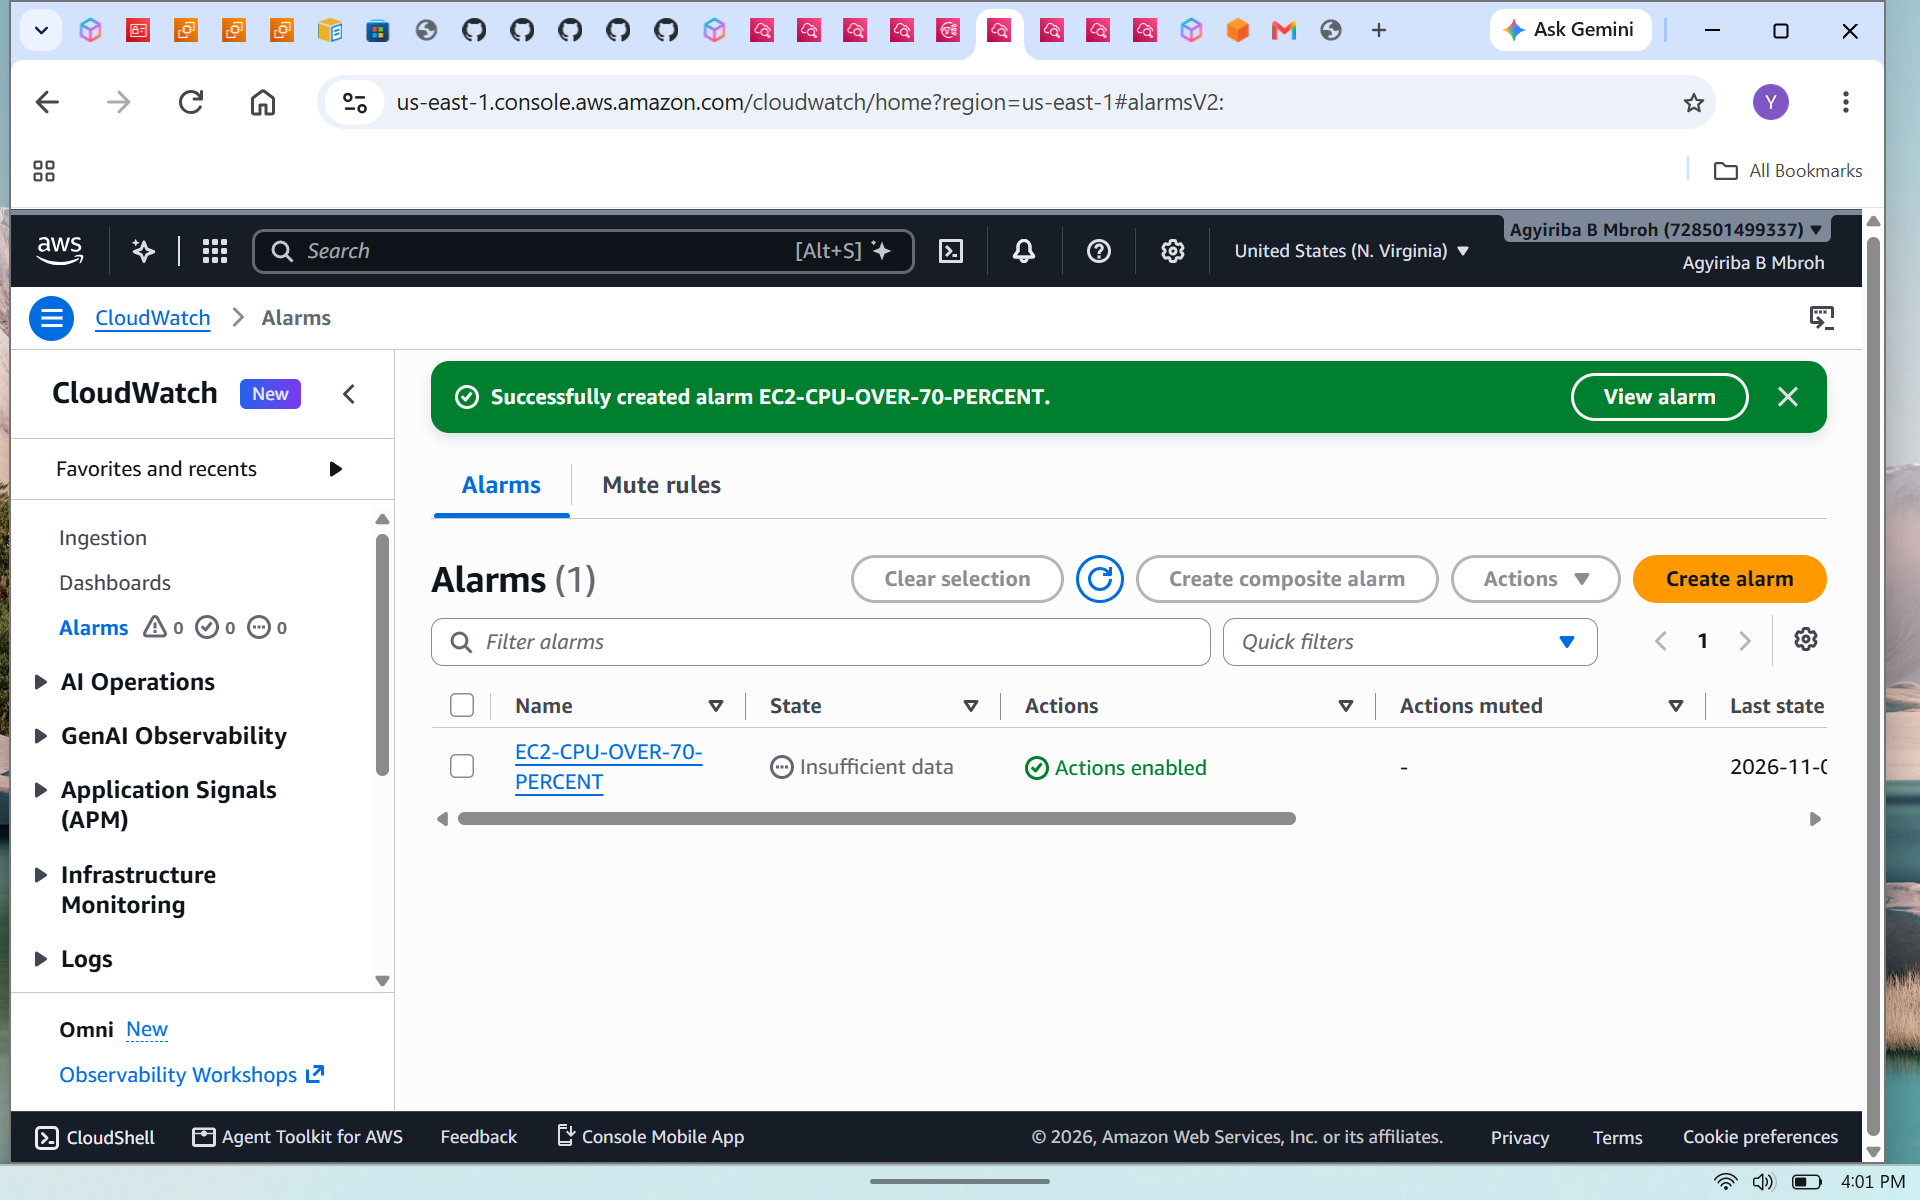 Ask Gemini
us-east-1.console.aws.amazon.com/cloudwatch/home?region=us-east-1#alarmsV2:
Y
All Bookmarks
aws
Search
[Alt+S]
United States (N. Virginia)
Agyiriba B Mbroh (728501499337)
Agyiriba B Mbroh
CloudWatch
Alarms
CloudWatch
New
Favorites and recents
Ingestion
Dashboards
Alarms 0 0 0
AI Operations
GenAI Observability
Application Signals
(APM)
Infrastructure
Monitoring
Logs
Omni New
Observability Workshops
Successfully created alarm EC2-CPU-OVER-70-PERCENT.
View alarm
Alarms
Mute rules
Alarms (1)
Clear selection
Create composite alarm
Actions
Create alarm
Filter alarms
Quick filters
1
Name
State
Actions
Actions muted
Last state
EC2-CPU-OVER-70-
PERCENT
Insufficient data
Actions enabled
-
2026-11-0
CloudShell
Agent Toolkit for AWS
Feedback
Console Mobile App
© 2026, Amazon Web Services, Inc. or its affiliates.
Privacy
Terms
Cookie preferences
4:01 PM